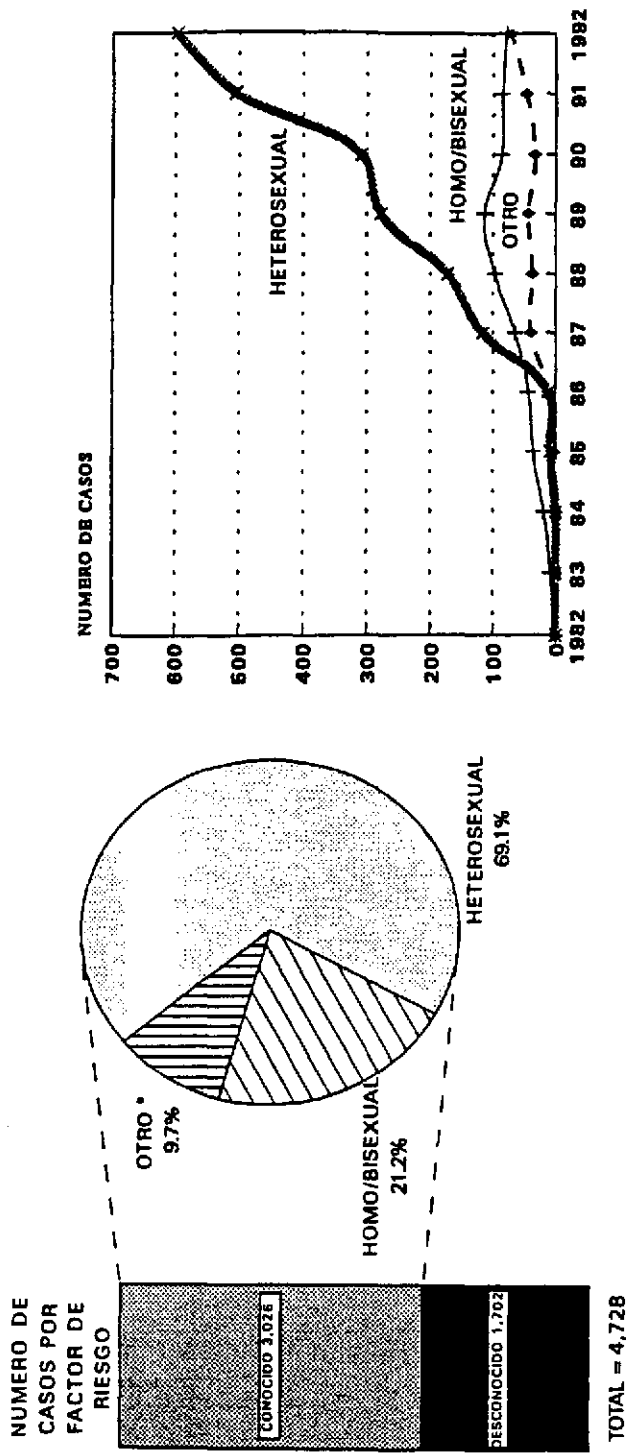 NUMERO DE
CASOS POR
FACTOR DE
RIESGO
CONOCIDO 3,026
DESCONOCIDO 1,702
TOTAL = 4,728
OTRO *
9.7%
HOMO/BISEXUAL
21.2%
HETEROSEXUAL
69.1%
NUMERO DE CASOS
700
600
500
400
300
200
100
0
HETEROSEXUAL
HOMO/BISEXUAL
OTRO
1982 83 84 85 86 87 88 89 90 91 1992